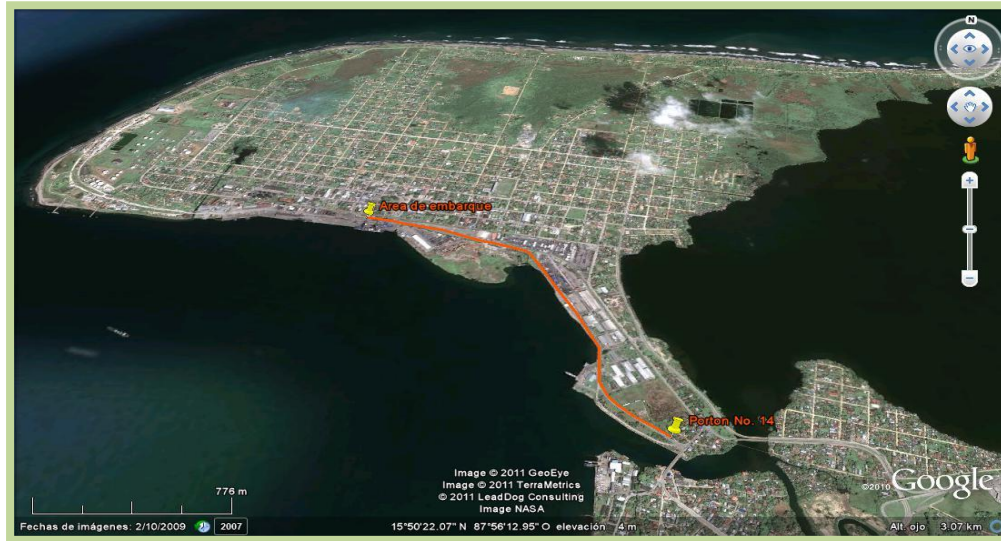 N
Area de embarque
Porton No. 14
Image © 2011 GeoEye
Image © 2011 TerraMetrics
© 2011 LeadDog Consulting
Image NASA
©2010 Google
776 m
Fechas de imágenes: 2/10/2009 2007
15°50'22.07" N 87°56'12.95" O elevación 4 m
Alt. ojo 3.07 km